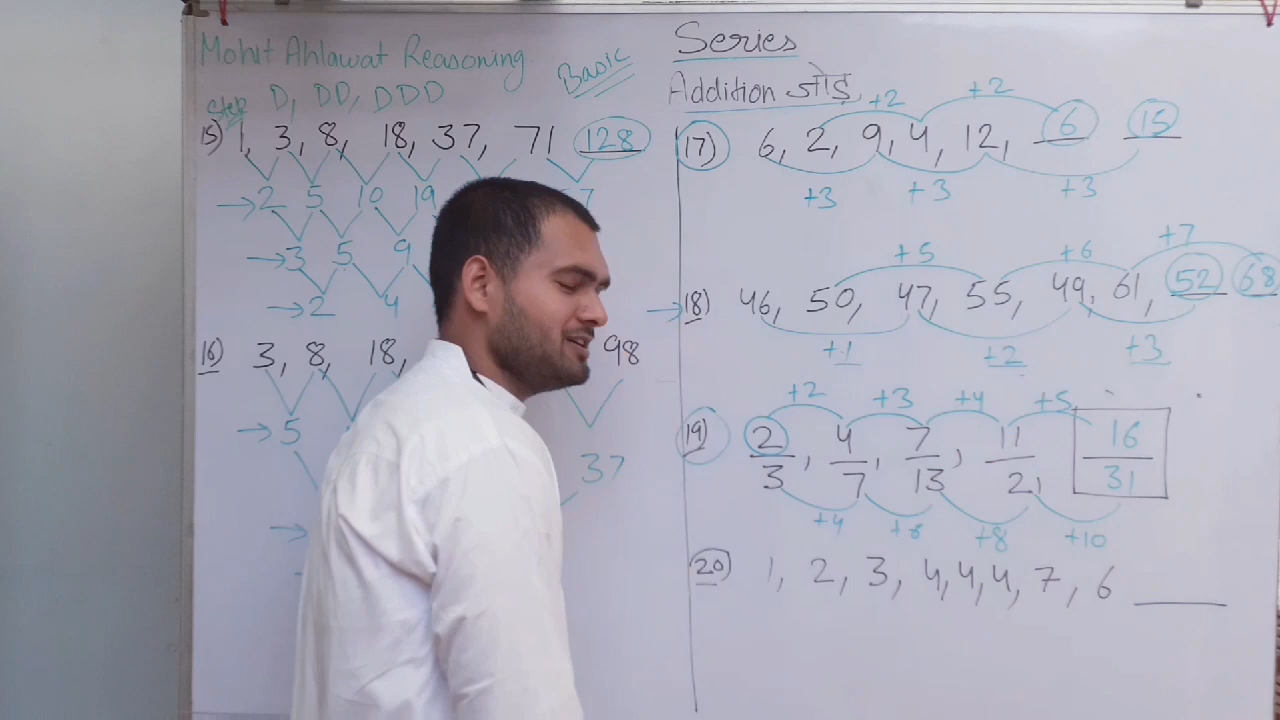 Mohit Ahlawat Reasoning
Basic
Step D, DD, DDD
15) 1, 3, 8, 18, 37, 71 128
2 5 10 19
3 5 9
2 4
16) 3, 8, 18, 98
5 37
Series
Addition जोड़
+2 +2
17) 6, 2, 9, 4, 12, 6 15
+3 +3 +3
+5 +6 +7
18) 46, 50, 47, 55, 49, 61, 52 68
+1 +2 +3
+2 +3 +4 +5
19) 2/3, 4/7, 7/13, 11/21, 16/31
+4 +6 +8 +10
20) 1, 2, 3, 4, 4, 4, 7, 6